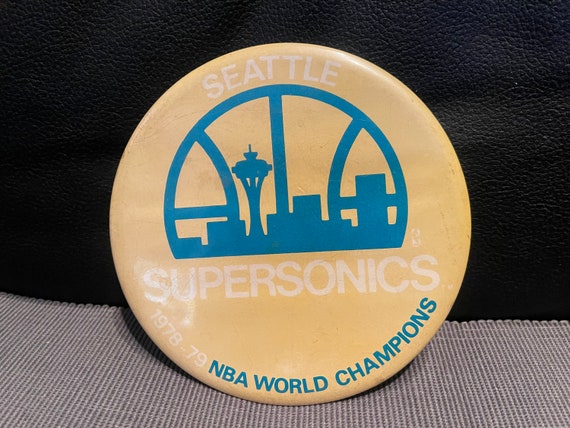 SEATTLE
SUPERSONICS
1978-79 NBA WORLD CHAMPIONS